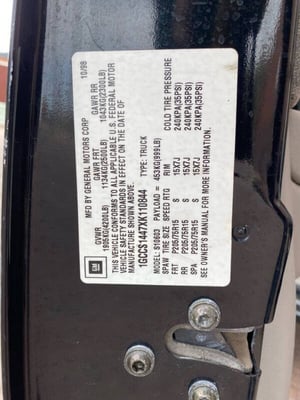 MFD BY GENERAL MOTORS CORP 10/98
GVWR GAWR FRT GAWR RR
1905KG(4200LB) 1134KG(2500LB) 1043KG(2300LB)
THIS VEHICLE CONFORMS TO ALL APPLICABLE U.S. FEDERAL MOTOR
VEHICLE SAFETY STANDARDS IN EFFECT ON THE DATE OF
MANUFACTURE SHOWN ABOVE.
1GCCS1447XK110844 TYPE: TRUCK
MODEL: S10603 PAYLOAD = 453KG(999LB)
SPAW TIRE SIZE SPEED RTG RIM COLD TIRE PRESSURE
FRT P205/75R15 S 15X7J 240KPA(35PSI)
RR P205/75R15 S 15X7J 240KPA(35PSI)
SPA P205/75R15 S 15X7J 240KPA(35PSI)
SEE OWNER'S MANUAL FOR MORE INFORMATION.
GM